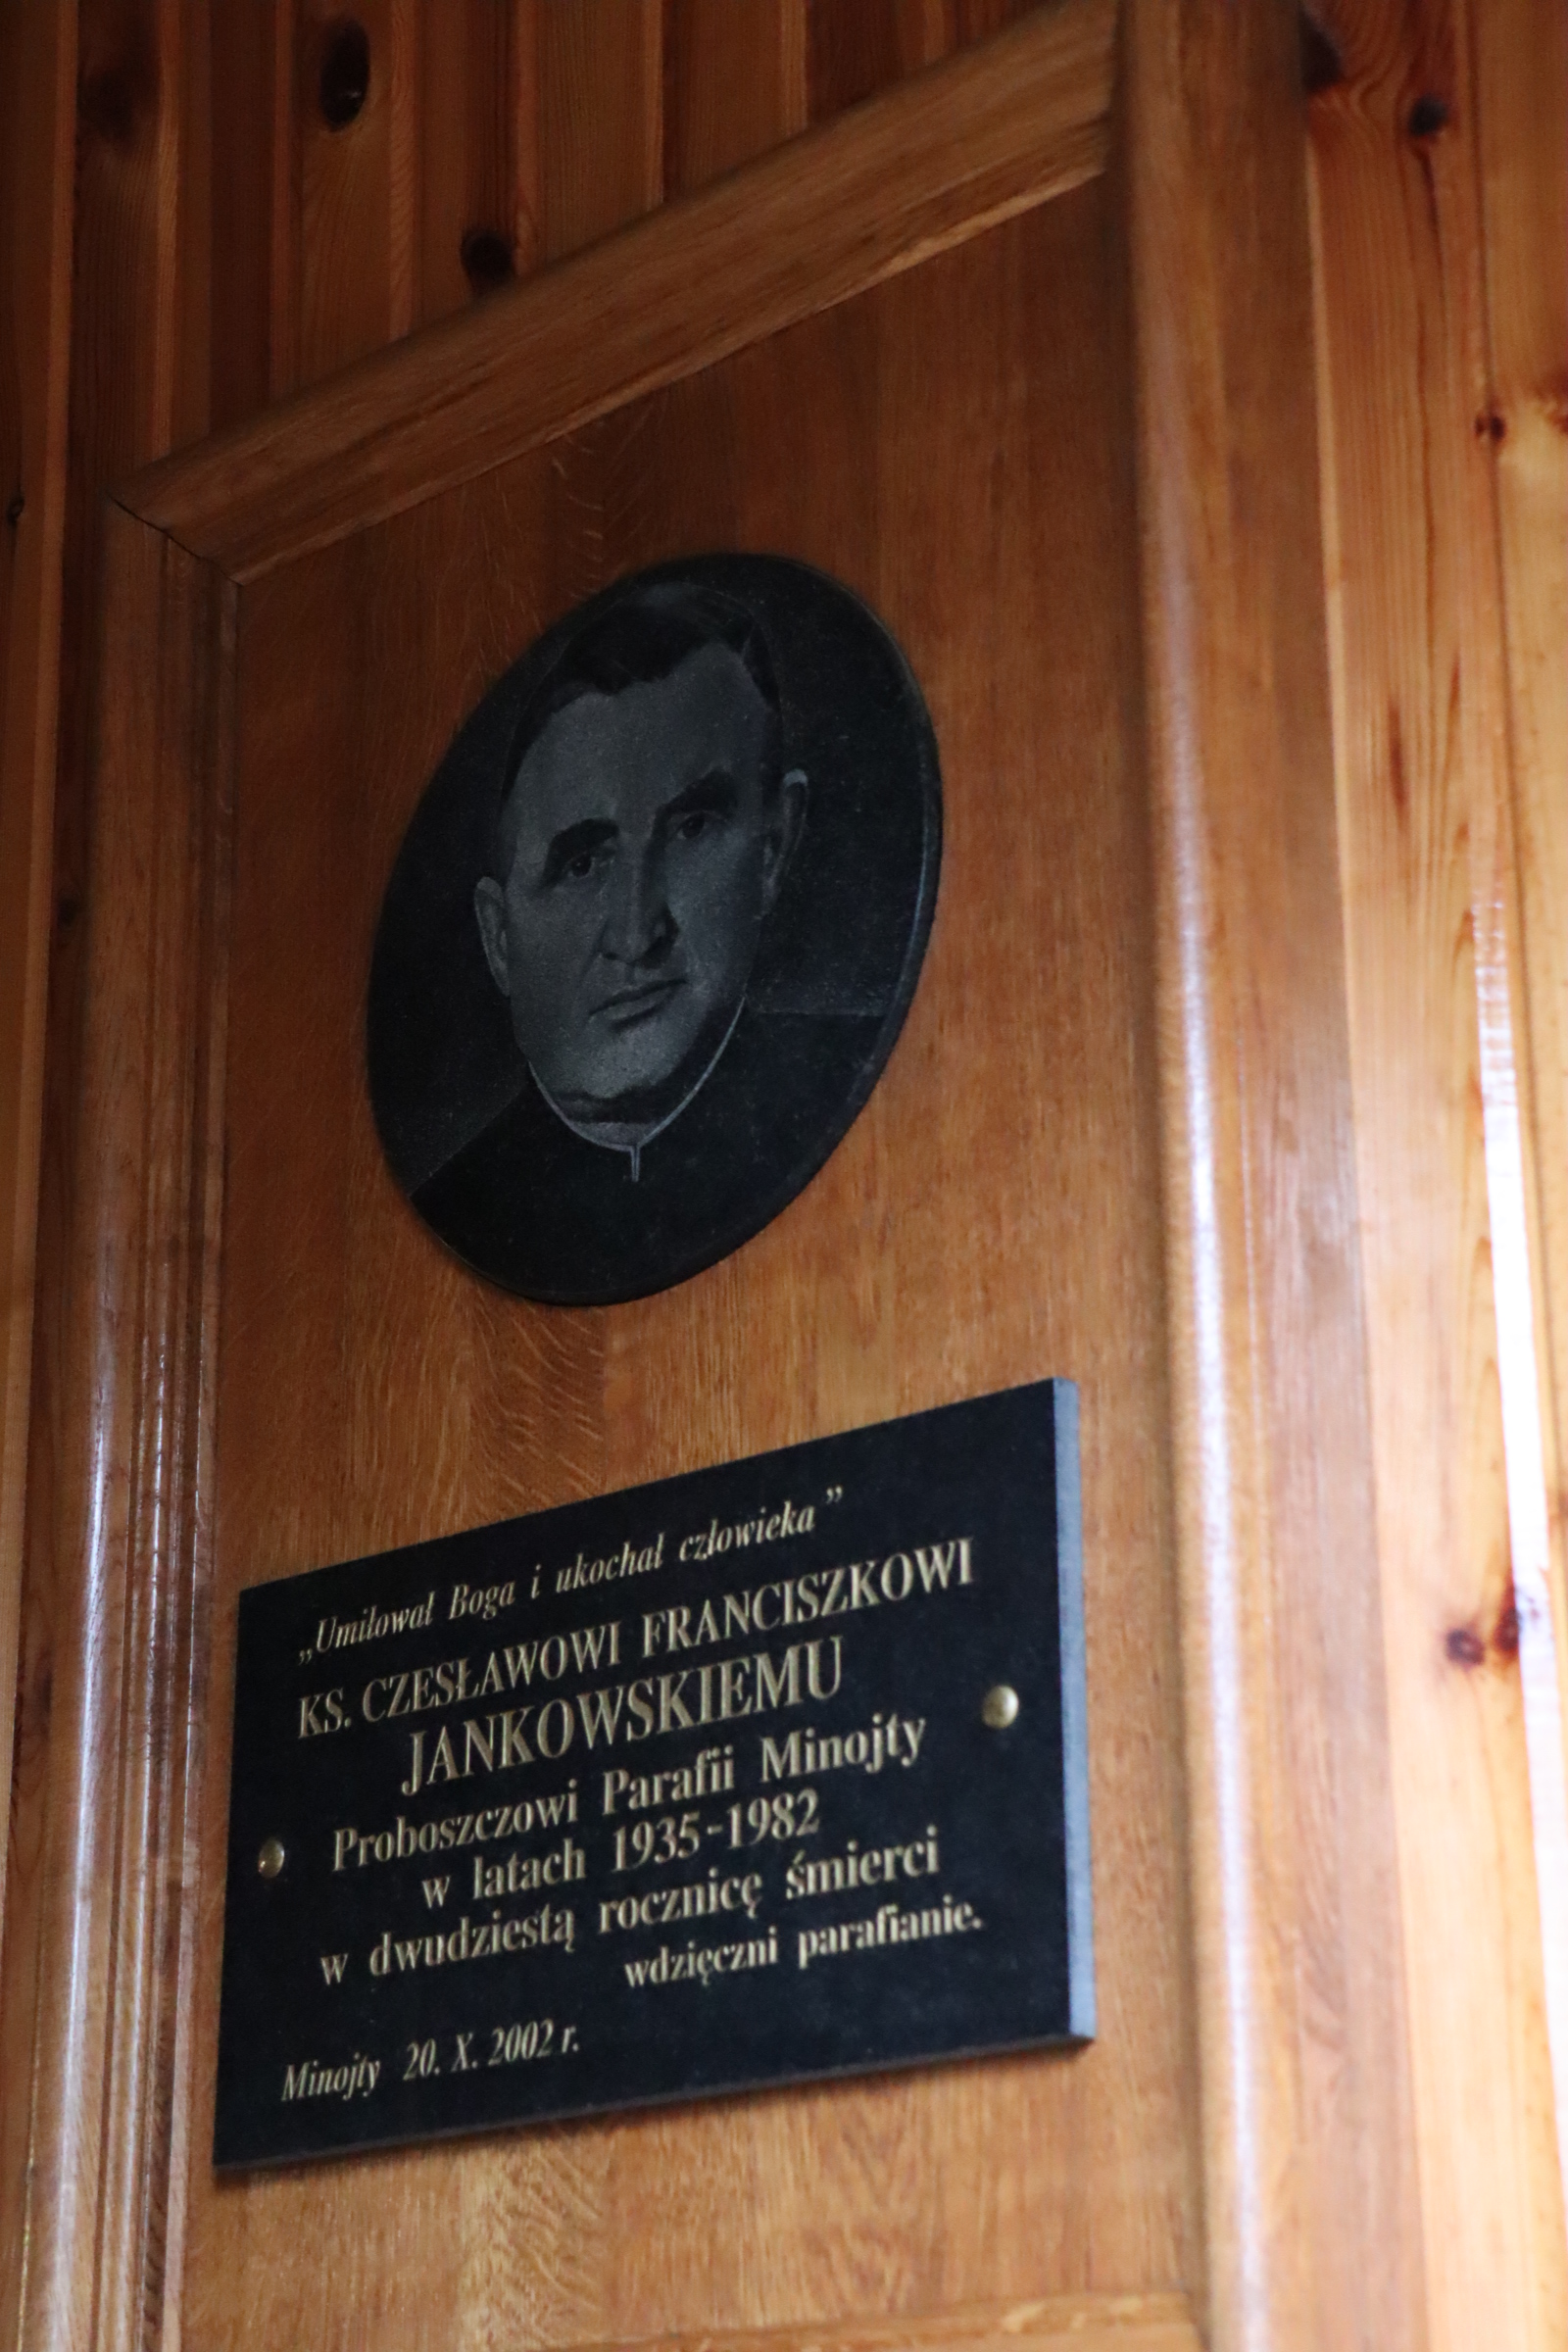 „Umiłował Boga i ukochał człowieka”
KS. CZESŁAWOWI FRANCISZKOWI
JANKOWSKIEMU
Proboszczowi Parafii Minojty
w latach 1935-1982
w dwudziestą rocznicę śmierci
wdzięczni parafianie.
Minojty 20. X. 2002 r.